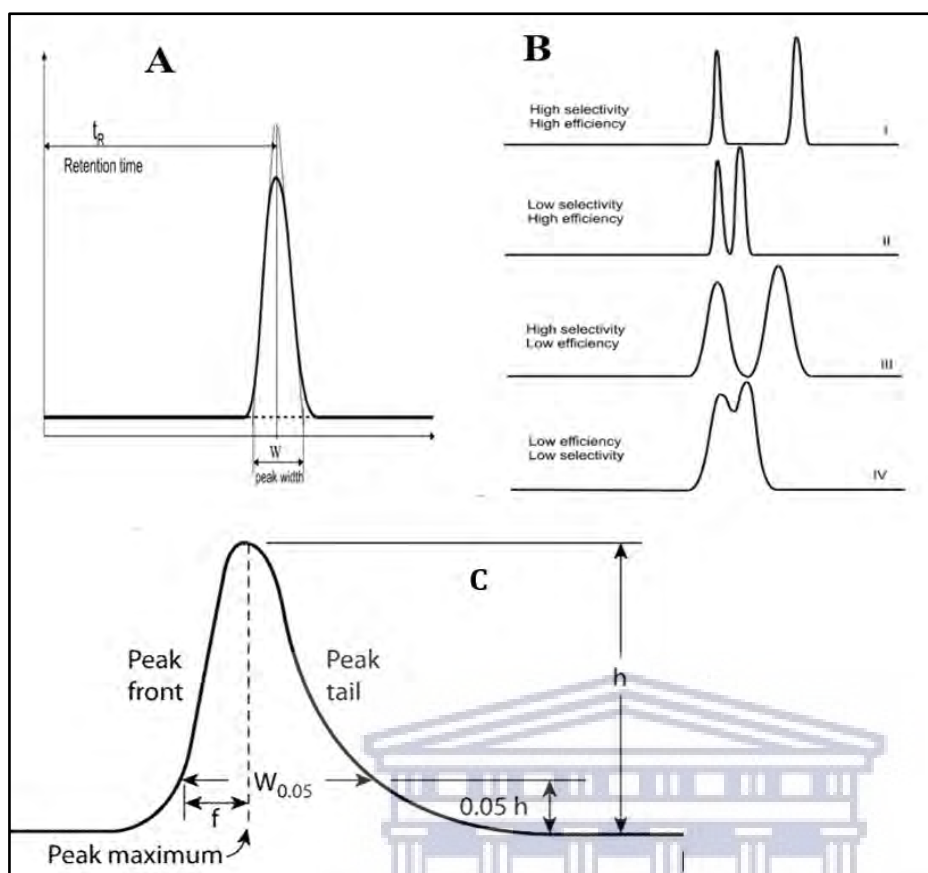 A
t_R
Retention time
W
peak width
B
High selectivity
High efficiency
I
Low selectivity
High efficiency
II
High selectivity
Low efficiency
III
Low efficiency
Low selectivity
IV
C
Peak
front
Peak
tail
h
W0.05
f
0.05 h
Peak maximum